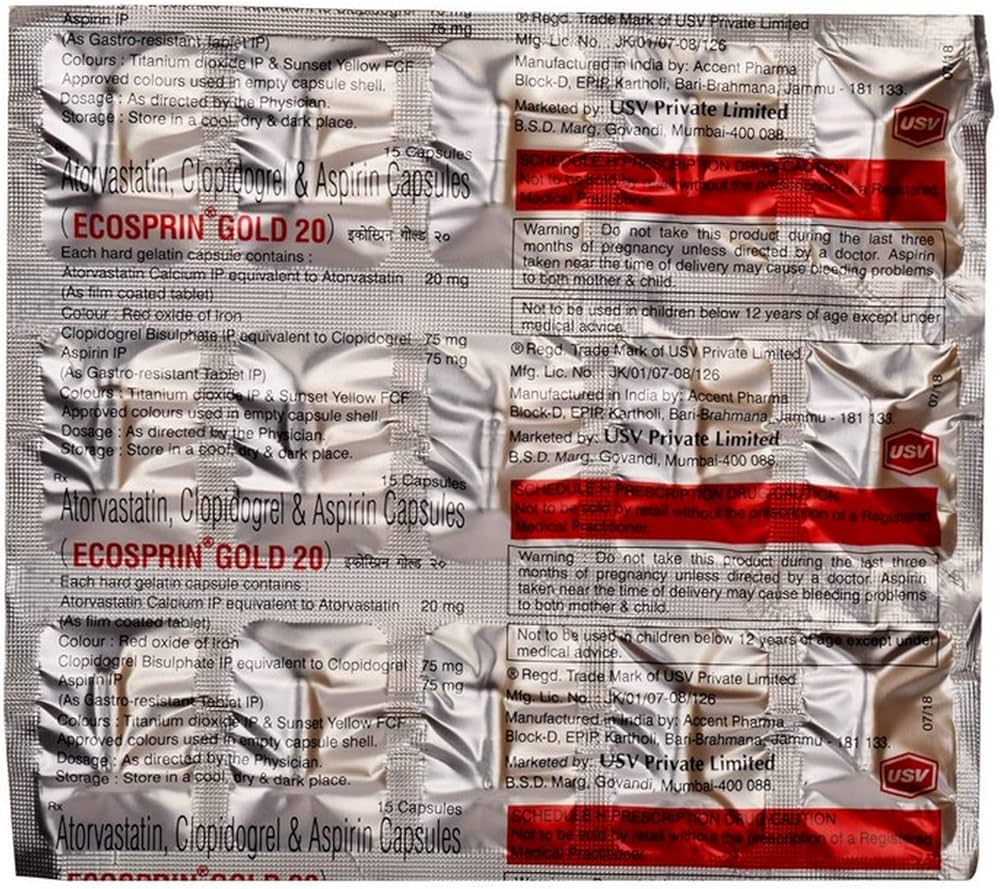 Aspirin IP 75 mg
(As Gastro-resistant Tablet IP)
Colours : Titanium dioxide IP & Sunset Yellow FCF
Approved colours used in empty capsule shell.
Dosage : As directed by the Physician.
Storage : Store in a cool, dry & dark place.
Rx
15 Capsules
Atorvastatin, Clopidogrel & Aspirin Capsules
(ECOSPRIN® GOLD 20) इकोस्प्रिन गोल्ड २०
Each hard gelatin capsule contains :
Atorvastatin Calcium IP equivalent to Atorvastatin 20 mg
(As film coated tablet)
Colour : Red oxide of Iron
Clopidogrel Bisulphate IP equivalent to Clopidogrel 75 mg
Aspirin IP 75 mg
(As Gastro-resistant Tablet IP)
Colours : Titanium dioxide IP & Sunset Yellow FCF
Approved colours used in empty capsule shell.
Dosage : As directed by the Physician.
Storage : Store in a cool, dry & dark place.
Rx
15 Capsules
Atorvastatin, Clopidogrel & Aspirin Capsules
(ECOSPRIN® GOLD 20) इकोस्प्रिन गोल्ड २०
Each hard gelatin capsule contains :
Atorvastatin Calcium IP equivalent to Atorvastatin 20 mg
(As film coated tablet)
Colour : Red oxide of Iron
Clopidogrel Bisulphate IP equivalent to Clopidogrel 75 mg
Aspirin IP 75 mg
(As Gastro-resistant Tablet IP)
Colours : Titanium dioxide IP & Sunset Yellow FCF
Approved colours used in empty capsule shell.
Dosage : As directed by the Physician.
Storage : Store in a cool, dry & dark place.
Rx
15 Capsules
Atorvastatin, Clopidogrel & Aspirin Capsules
ECOSPRIN® GOLD 20)
® Regd. Trade Mark of USV Private Limited
Mfg. Lic. No. : JK/01/07-08/126
Manufactured in India by: Accent Pharma
Block-D, EPIP, Kartholi, Bari-Brahmana, Jammu - 181 133.
Marketed by: USV Private Limited
B.S.D. Marg, Govandi, Mumbai-400 088.
07/18
USV
SCHEDULE H PRESCRIPTION DRUG-CAUTION
Not to be sold by retail without the prescription of a Registered
Medical Practitioner.
Warning : Do not take this product during the last three
months of pregnancy unless directed by a doctor. Aspirin
taken near the time of delivery may cause bleeding problems
to both mother & child.
Not to be used in children below 12 years of age except under
medical advice.
® Regd. Trade Mark of USV Private Limited
Mfg. Lic. No. : JK/01/07-08/126
Manufactured in India by: Accent Pharma
Block-D, EPIP, Kartholi, Bari-Brahmana, Jammu - 181 133.
Marketed by: USV Private Limited
B.S.D. Marg, Govandi, Mumbai-400 088.
07/18
USV
SCHEDULE H PRESCRIPTION DRUG-CAUTION
Not to be sold by retail without the prescription of a Registered
Medical Practitioner.
Warning : Do not take this product during the last three
months of pregnancy unless directed by a doctor. Aspirin
taken near the time of delivery may cause bleeding problems
to both mother & child.
Not to be used in children below 12 years of age except under
medical advice.
® Regd. Trade Mark of USV Private Limited
Mfg. Lic. No. : JK/01/07-08/126
Manufactured in India by: Accent Pharma
Block-D, EPIP, Kartholi, Bari-Brahmana, Jammu - 181 133.
Marketed by: USV Private Limited
B.S.D. Marg, Govandi, Mumbai-400 088.
07/18
USV
SCHEDULE H PRESCRIPTION DRUG-CAUTION
Not to be sold by retail without the prescription of a Registered
Medical Practitioner.